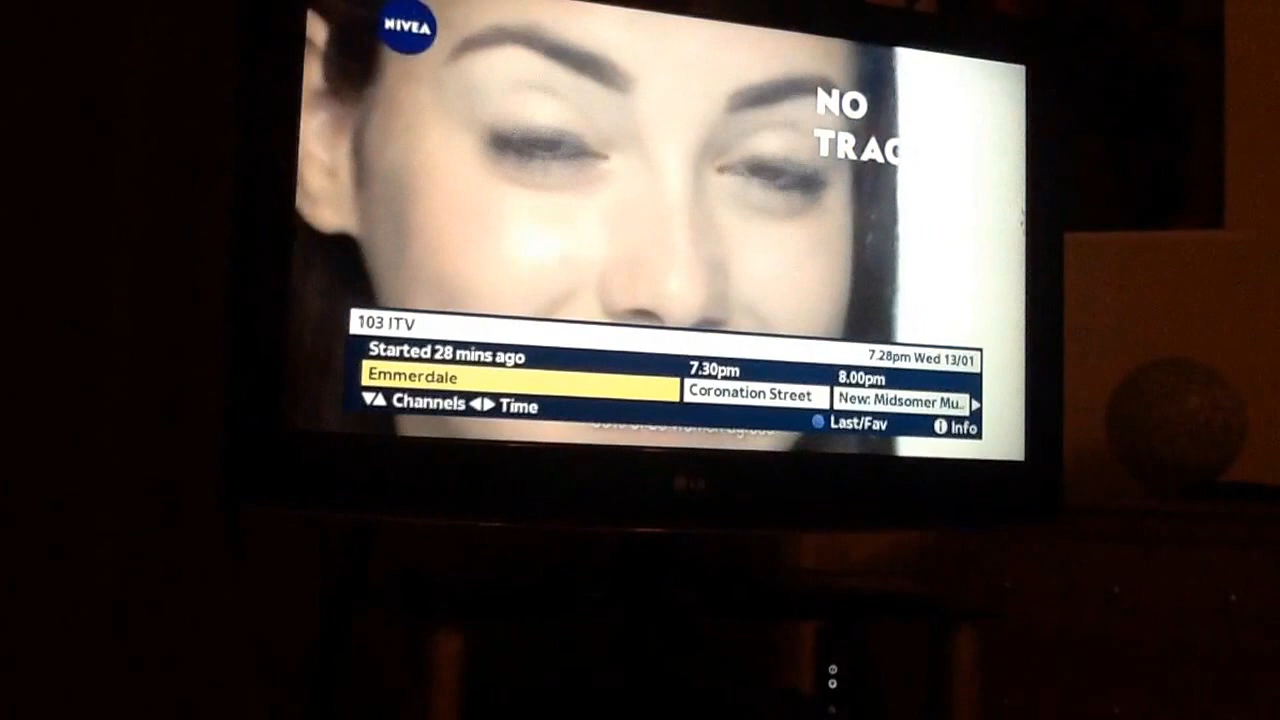 NIVEA
NO
TRAC
103 ITV
7.28pm Wed 13/01
Started 28 mins ago
7.30pm
8.00pm
Emmerdale
Coronation Street
New: Midsomer Mu..
Channels Time
Last/Fav
i Info
LG